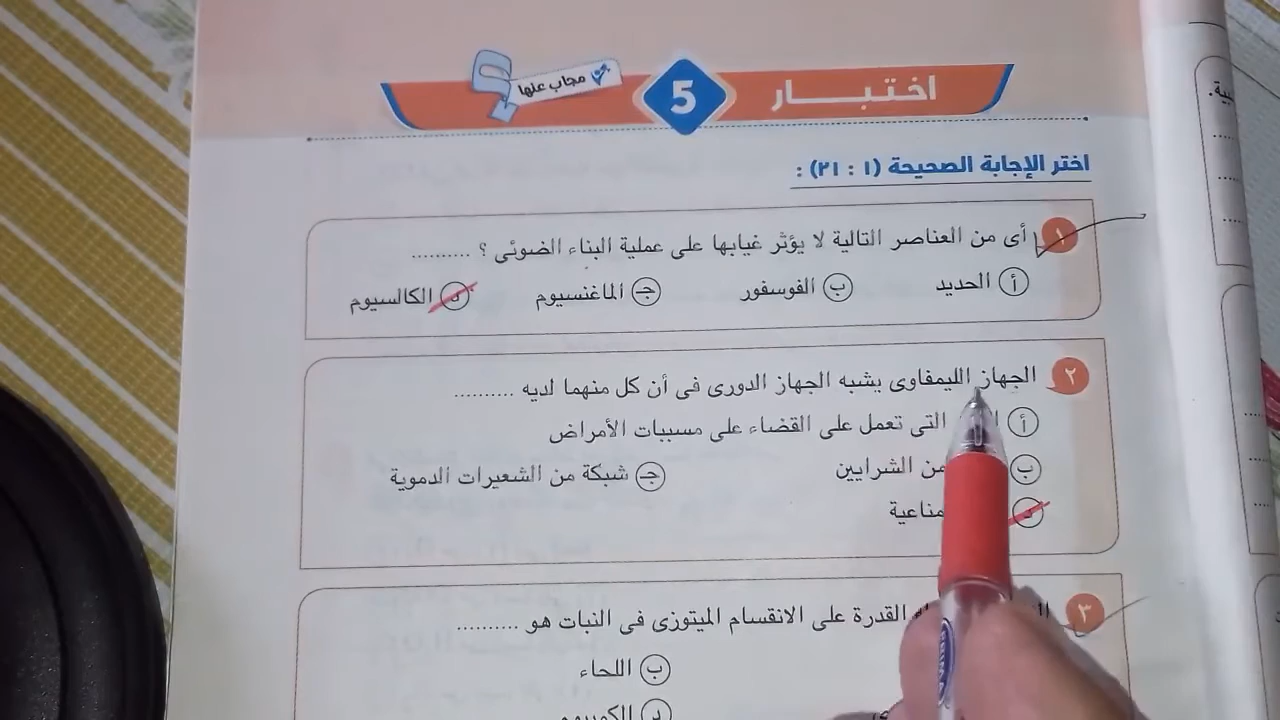 اختبار 5 مجاب عنها
اختر الإجابة الصحيحة (١ : ٢١) :
١ أى من العناصر التالية لا يؤثر غيابها على عملية البناء الضوئى ؟ ..........
أ الحديد ب الفوسفور جـ الماغنسيوم د الكالسيوم
٢ الجهاز الليمفاوى يشبه الجهاز الدورى فى أن كل منهما لديه ..........
أ التى تعمل على القضاء على مسببات الأمراض
ب من الشرايين جـ شبكة من الشعيرات الدموية
د
٣ القدرة على الانقسام الميتوزى فى النبات هو ..........
ب اللحاء
د